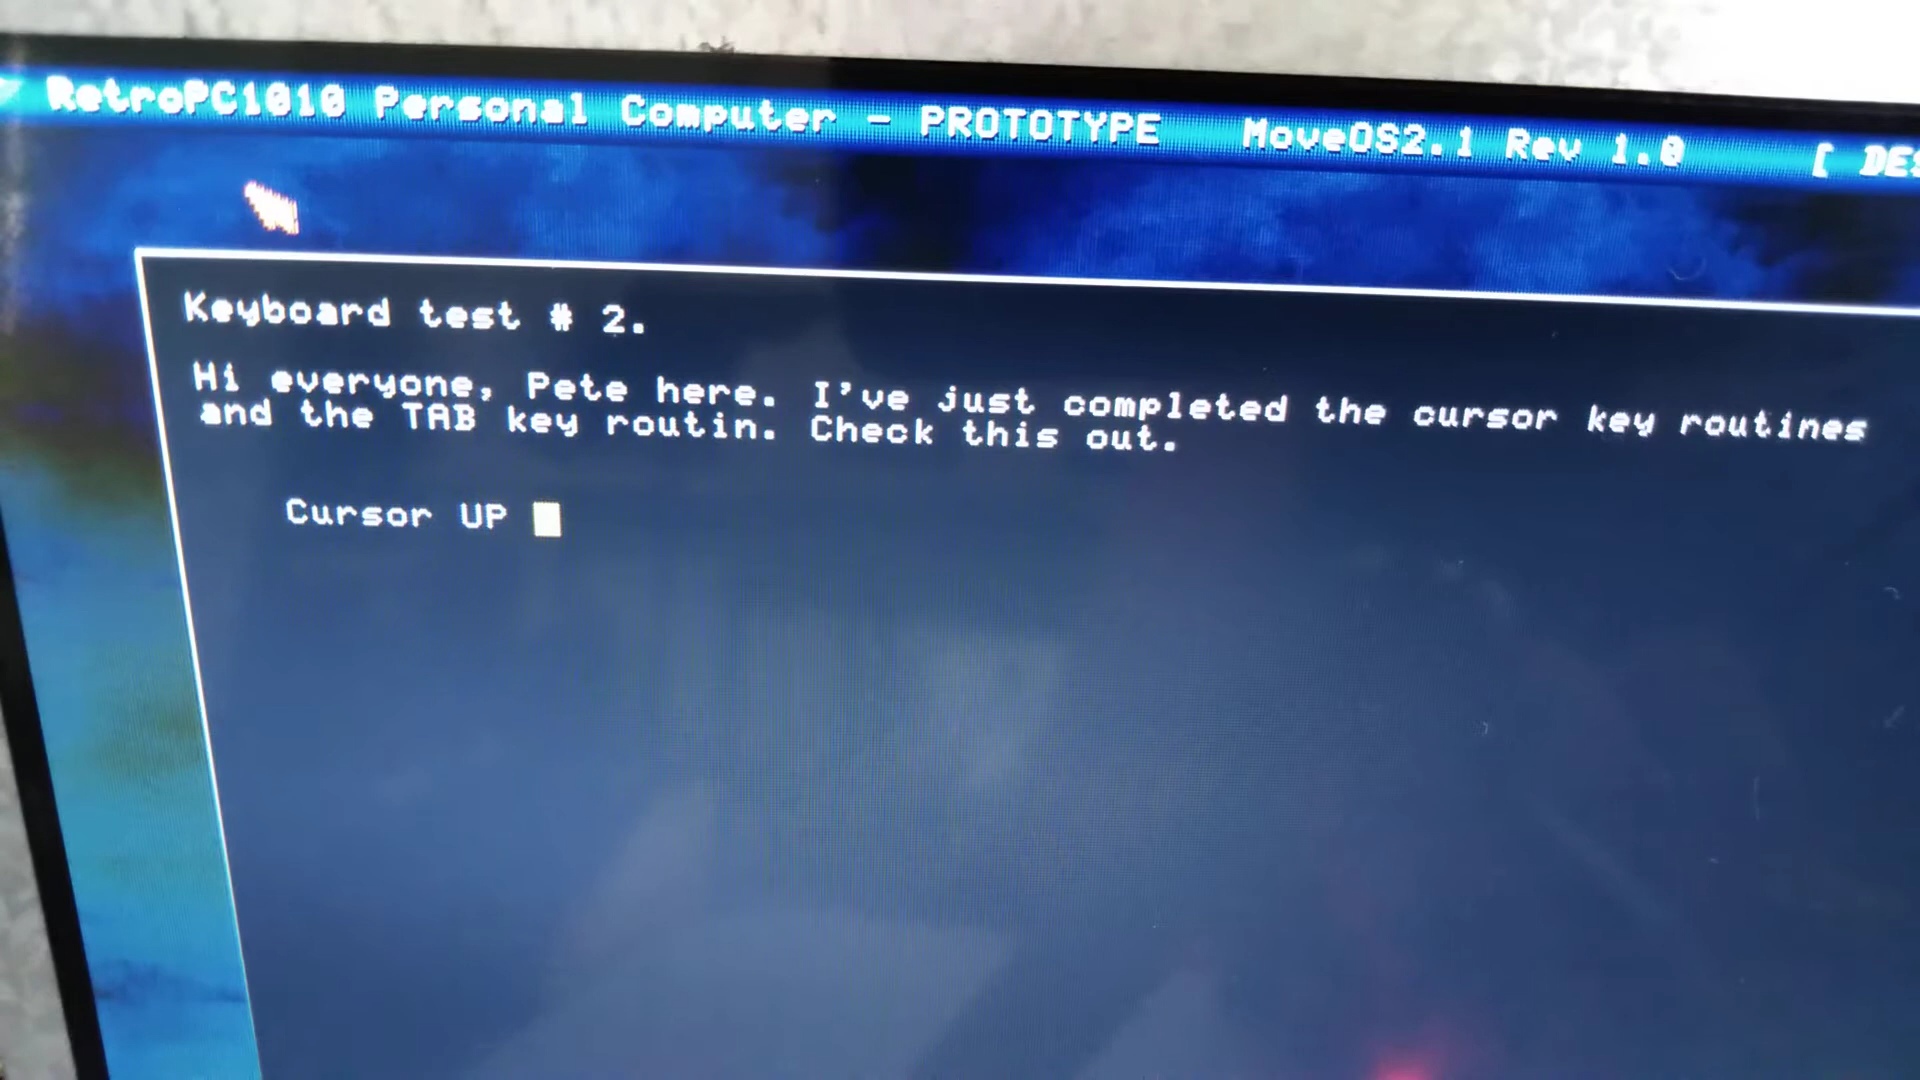 RetroPC1010 Personal Computer - PROTOTYPE   MoveOS2.1 Rev 1.0   [
Keyboard test # 2.
Hi everyone, Pete here. I've just completed the cursor key routines
and the TAB key routin. Check this out.
Cursor UP